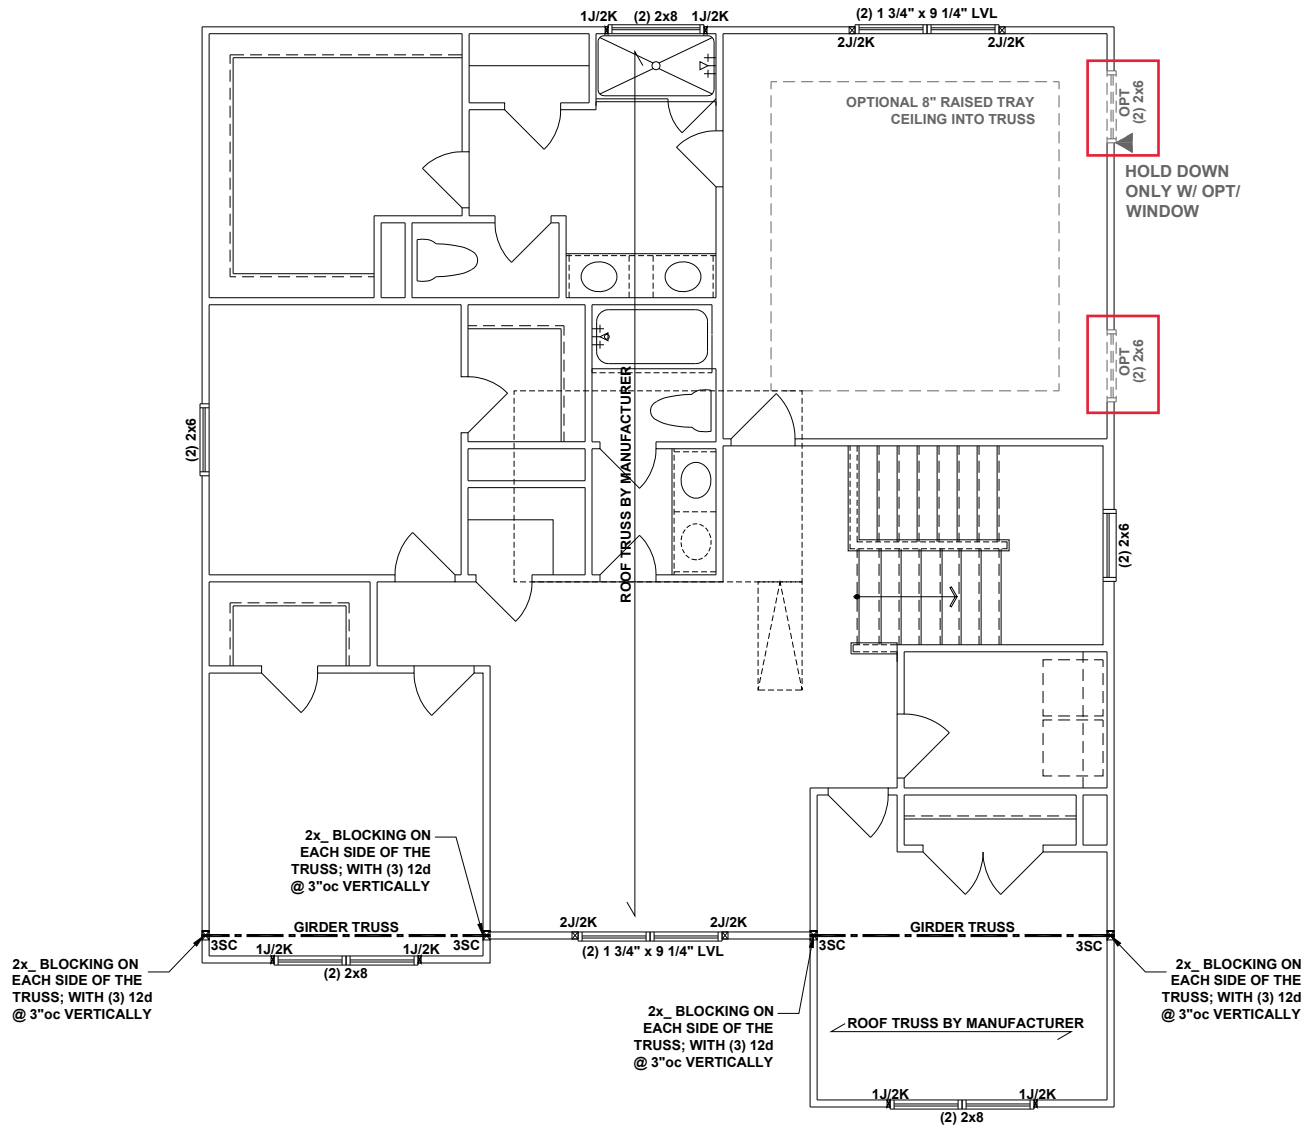 1J/2K
(2) 2x8
1J/2K
(2) 1 3/4" x 9 1/4" LVL
2J/2K
2J/2K
OPT
(2) 2x6
OPTIONAL 8" RAISED TRAY
CEILING INTO TRUSS
HOLD DOWN
ONLY W/ OPT/
WINDOW
OPT
(2) 2x6
(2) 2x6
ROOF TRUSS BY MANUFACTURER
(2) 2x6
2x_ BLOCKING ON
EACH SIDE OF THE
TRUSS; WITH (3) 12d
@ 3"oc VERTICALLY
GIRDER TRUSS
3SC
3SC
1J/2K
1J/2K
(2) 2x8
2J/2K
2J/2K
(2) 1 3/4" x 9 1/4" LVL
GIRDER TRUSS
3SC
3SC
2x_ BLOCKING ON
EACH SIDE OF THE
TRUSS; WITH (3) 12d
@ 3"oc VERTICALLY
2x_ BLOCKING ON
EACH SIDE OF THE
TRUSS; WITH (3) 12d
@ 3"oc VERTICALLY
2x_ BLOCKING ON
EACH SIDE OF THE
TRUSS; WITH (3) 12d
@ 3"oc VERTICALLY
ROOF TRUSS BY MANUFACTURER
1J/2K
1J/2K
(2) 2x8